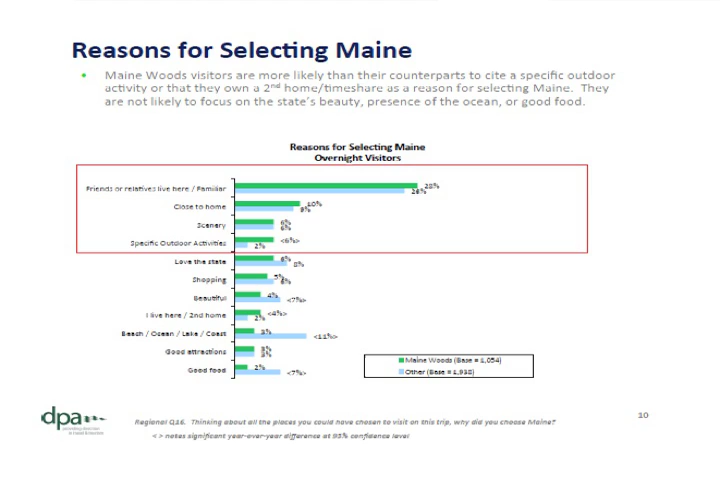 Reasons for Selecting Maine
• Maine Woods visitors are more likely than their counterparts to cite a specific outdoor
activity or that they own a 2nd home/timeshare as a reason for selecting Maine. They
are not likely to focus on the state's beauty, presence of the ocean, or good food.
Reasons for Selecting Maine
Overnight Visitors
Friends or relatives live here / Familiar 28% 26%
Close to home 10% 9%
Scenery 6% 6%
Specific Outdoor Activities <6%> 2%
Love the state 6% 8%
Shopping 5% 6%
Beautiful 4% <7%>
I live here / 2nd home <4%> 2%
Beach / Ocean / Lake / Coast 3% <11%>
Good attractions 3% 3%
Good food 2% <7%>
Maine Woods (Base = 1,054)
Other (Base = 1,938)
dpa
10
Regional Q16. Thinking about all the places you could have chosen to visit on this trip, why did you choose Maine?
< > notes significant year-over-year difference at 95% confidence level